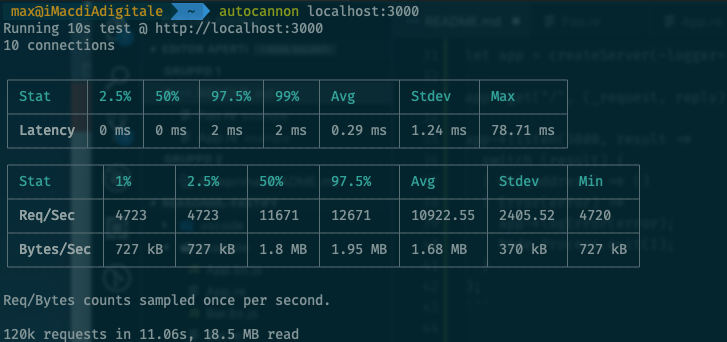 max@iMacdiAdigitale ~ autocannon localhost:3000
Running 10s test @ http://localhost:3000
10 connections
Stat 2.5% 50% 97.5% 99% Avg Stdev Max
Latency 0 ms 0 ms 2 ms 2 ms 0.29 ms 1.24 ms 78.71 ms
Stat 1% 2.5% 50% 97.5% Avg Stdev Min
Req/Sec 4723 4723 11671 12671 10922.55 2405.52 4720
Bytes/Sec 727 kB 727 kB 1.8 MB 1.95 MB 1.68 MB 370 kB 727 kB
Req/Bytes counts sampled once per second.
120k requests in 11.06s, 18.5 MB read